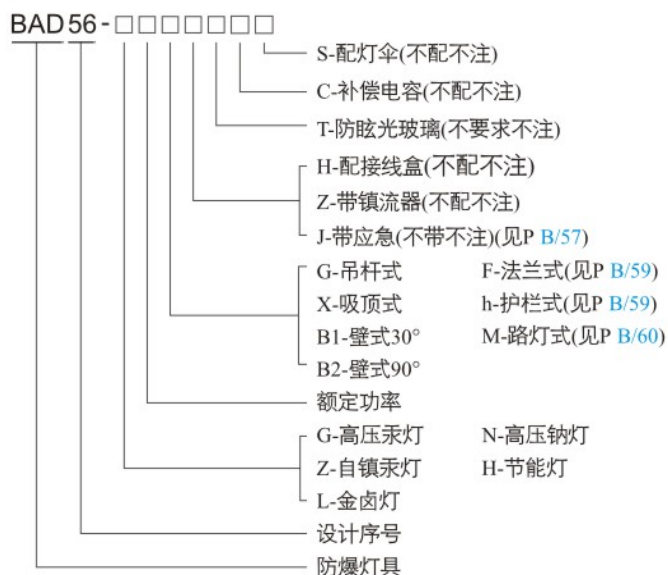 BAD56-□□□□□□□
S-配灯伞(不配不注)
C-补偿电容(不配不注)
T-防眩光玻璃(不要求不注)
H-配接线盒(不配不注)
Z-带镇流器(不配不注)
J-带应急(不带不注)(见P B/57)
G-吊杆式 F-法兰式(见P B/59)
X-吸顶式 h-护栏式(见P B/59)
B1-壁式30° M-路灯式(见P B/60)
B2-壁式90°
额定功率
G-高压汞灯 N-高压钠灯
Z-自镇汞灯 H-节能灯
L-金卤灯
设计序号
防爆灯具